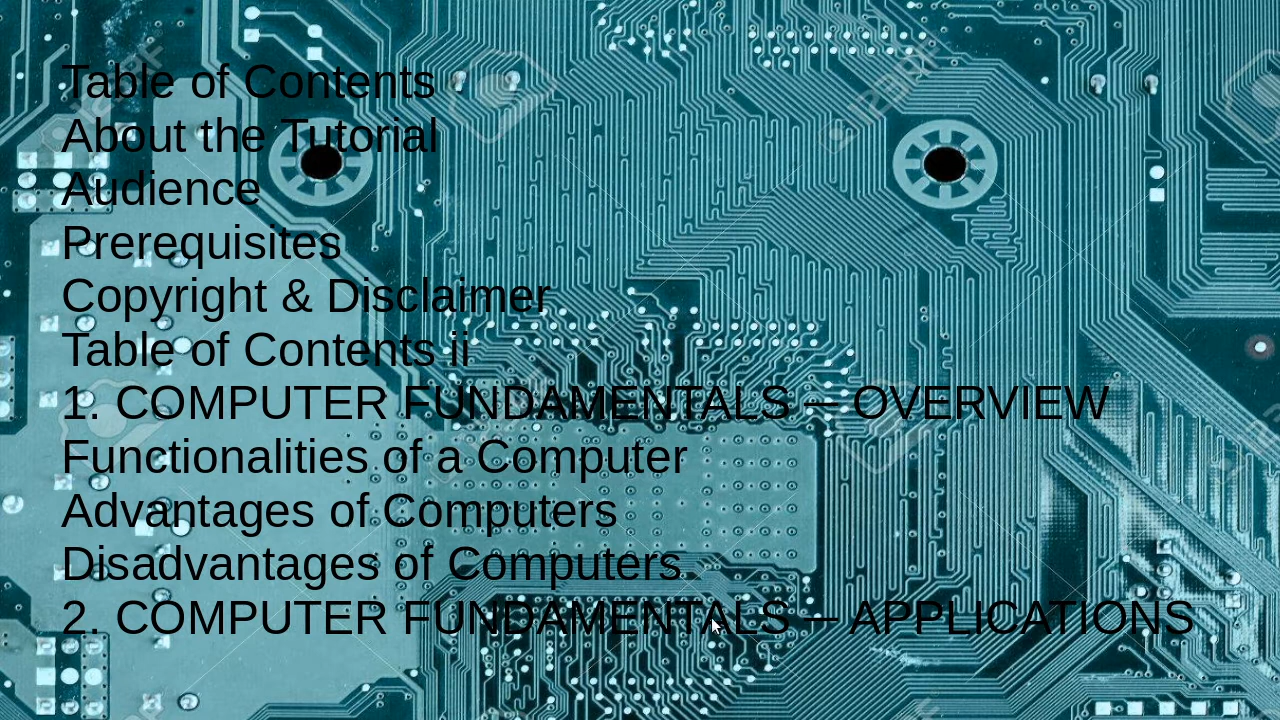 Table of Contents
About the Tutorial
Audience
Prerequisites
Copyright & Disclaimer
Table of Contents ii
1. COMPUTER FUNDAMENTALS ─ OVERVIEW
Functionalities of a Computer
Advantages of Computers
Disadvantages of Computers.
2. COMPUTER FUNDAMENTALS ─ APPLICATIONS